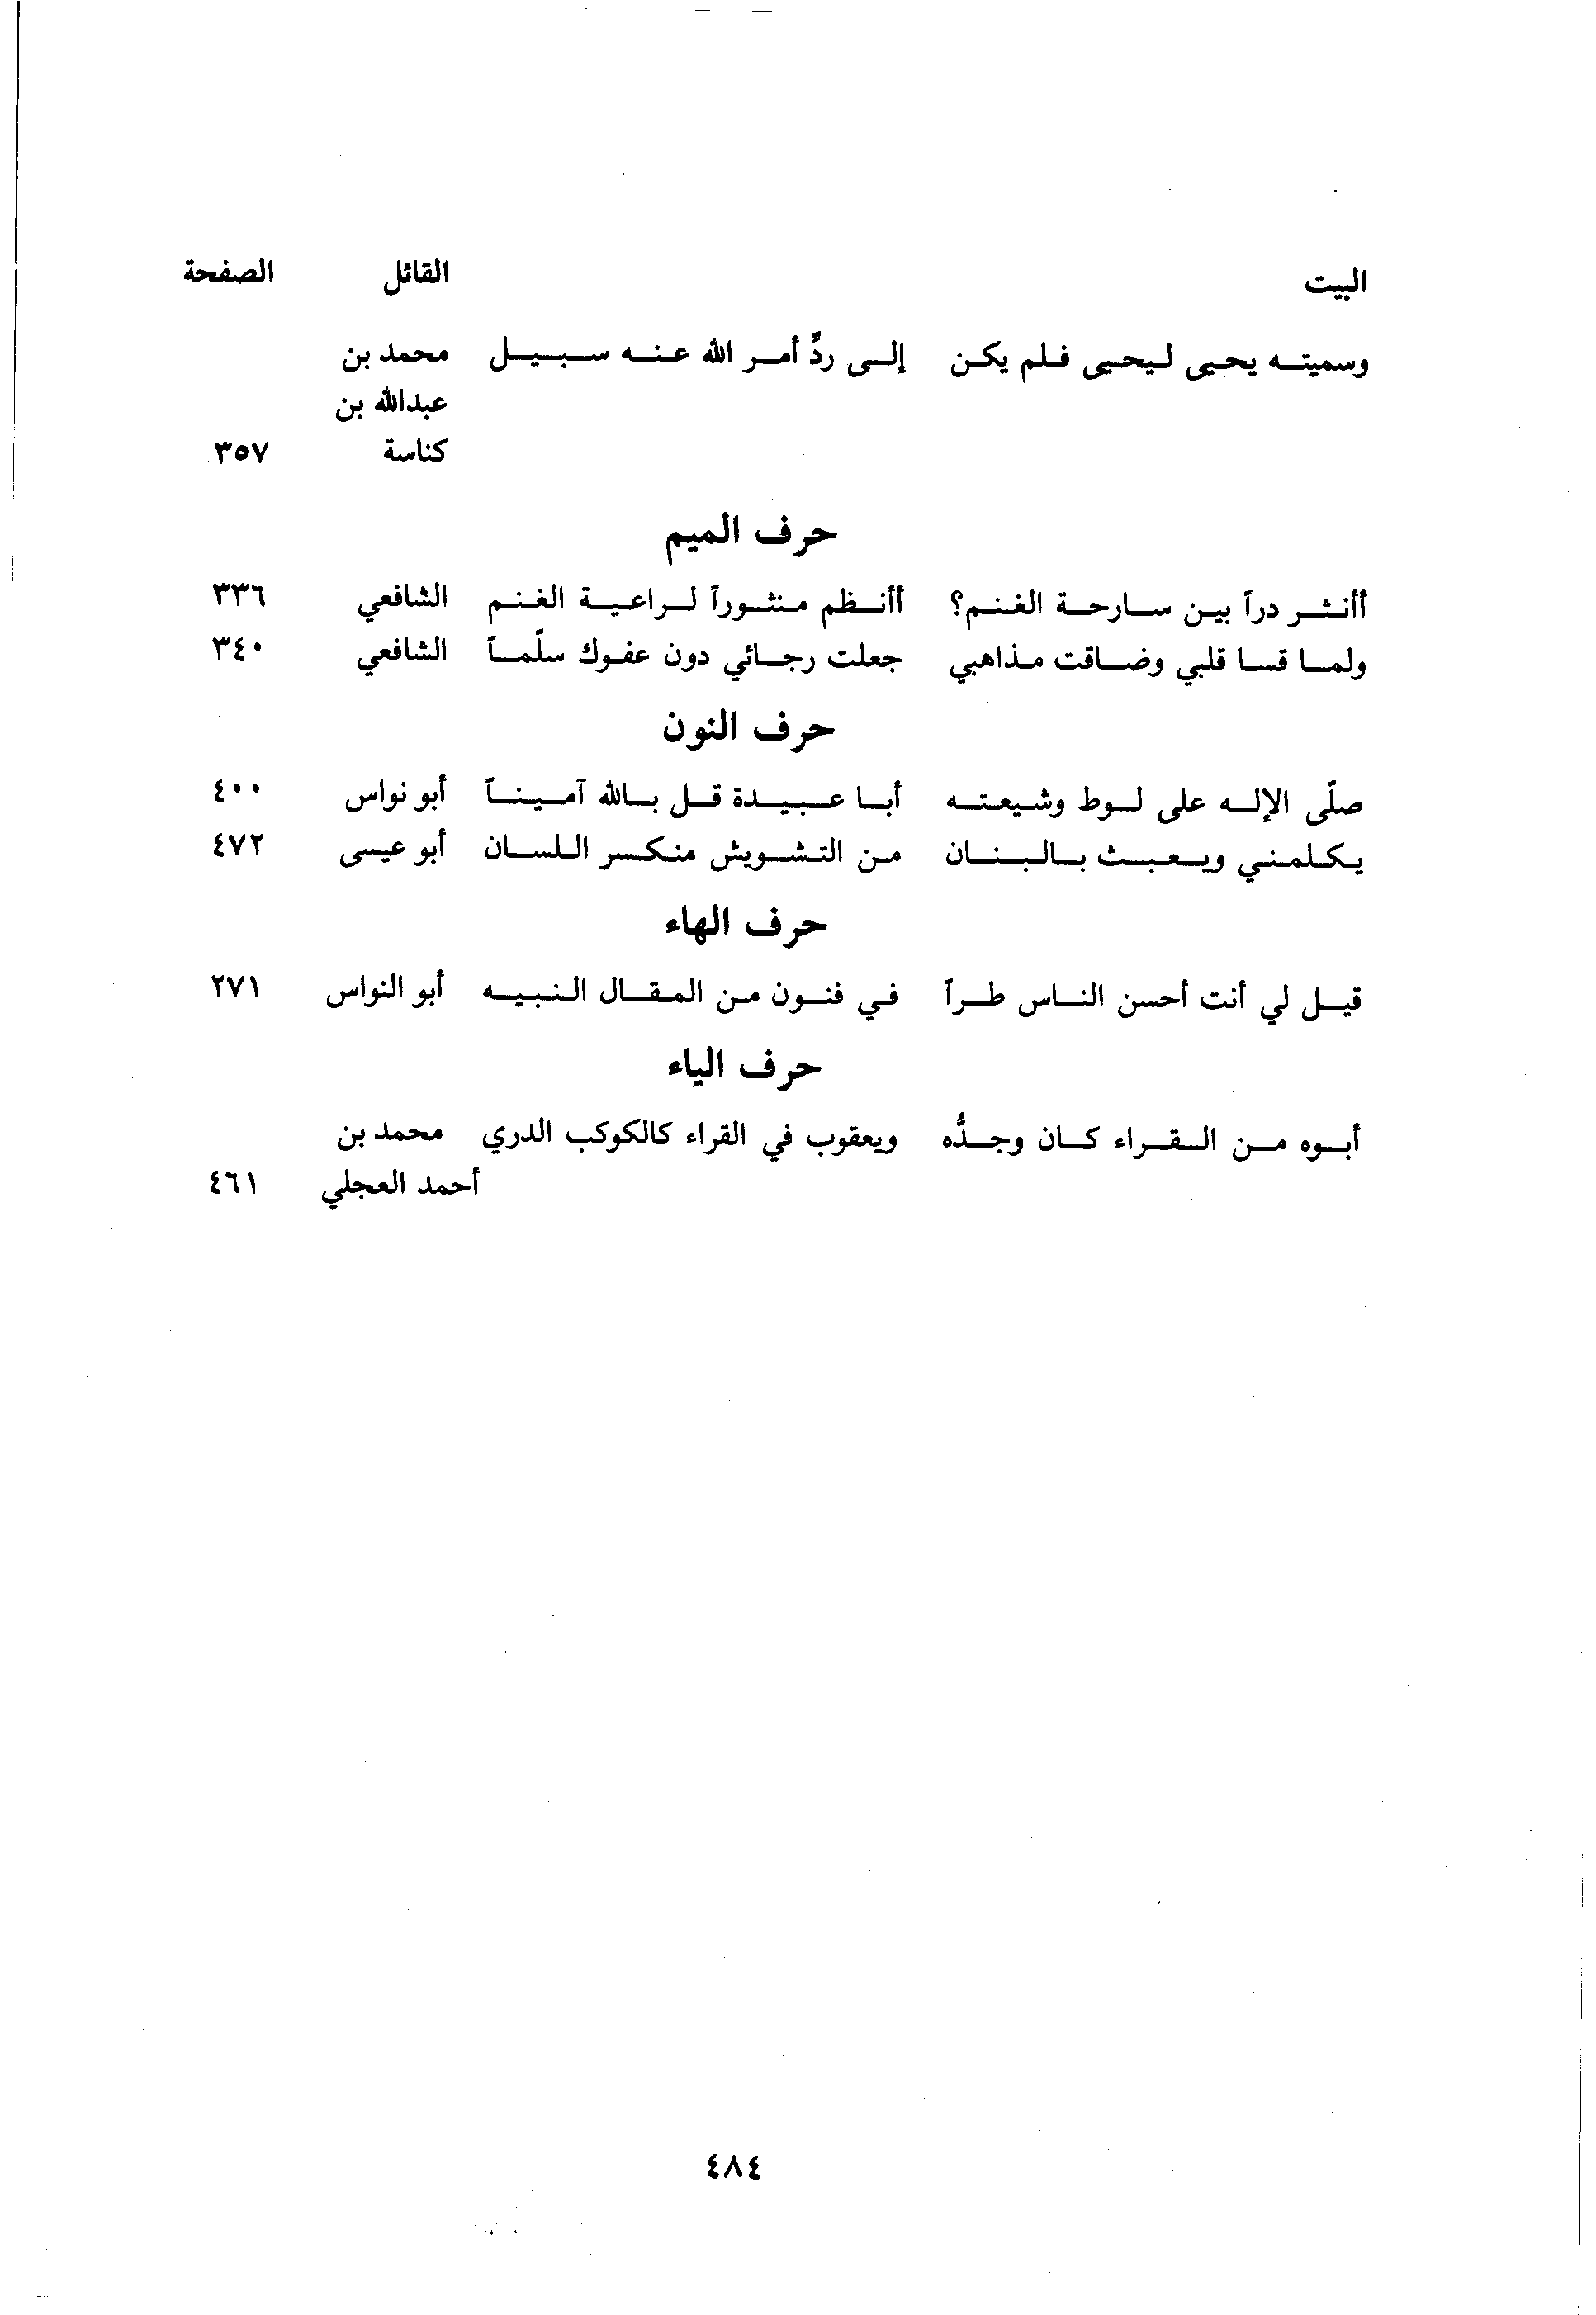 البيت القائل الصفحة
وسميته يحيى ليحيى فلم يكن إلى ردِّ أمر الله عنه سبيل محمد بن
عبدالله بن
كناسة ٣٥٧
حرف الميم
أأنثر دراً بين سارحة الغنم؟ أأنظم منثوراً لراعية الغنم الشافعي ٣٣٦
ولما قسا قلبي وضاقت مذاهبي جعلت رجائي دون عفوك سلّماً الشافعي ٣٤٠
حرف النون
صلّى الإله على لوط وشيعته أبا عبيدة قل بالله آميناً أبو نواس ٤٠٠
يكلمني ويعبث بالبنان من التشويش منكسر اللسان أبو عيسى ٤٧٢
حرف الهاء
قيل لي أنت أحسن الناس طراً في فنون من المقال النبيه أبو النواس ٢٧١
حرف الياء
أبوه من القراء كان وجدُّه ويعقوب في القراء كالكوكب الدري محمد بن
أحمد العجلي ٤٦١
٤٨٤